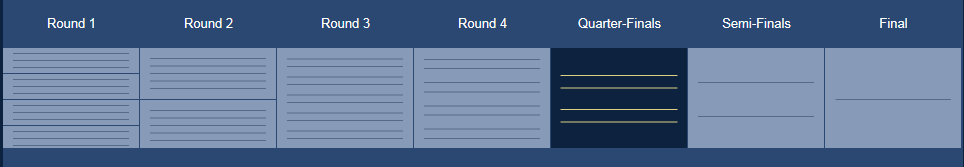 Round 1 Round 2 Round 3 Round 4 Quarter-Finals Semi-Finals Final